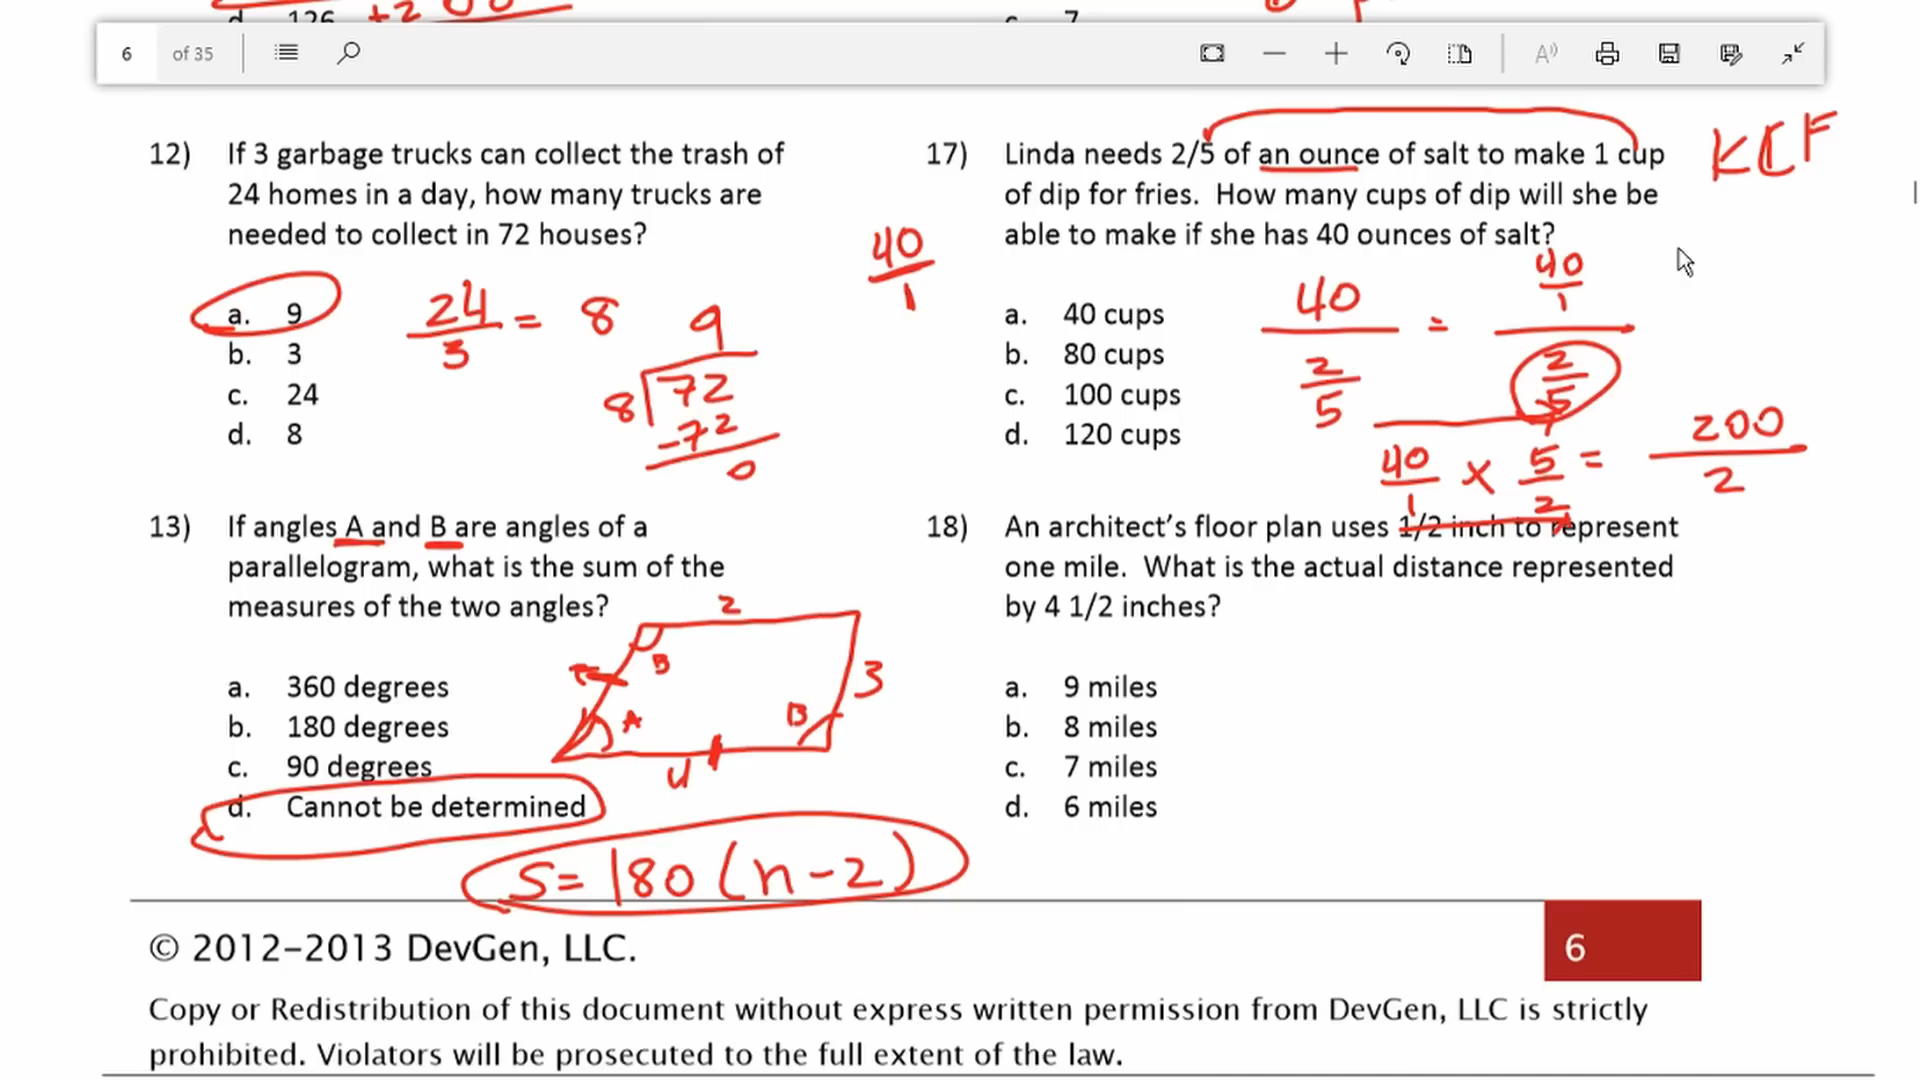 d. 126 +2
c. 7
6 of 35
12) If 3 garbage trucks can collect the trash of
24 homes in a day, how many trucks are
needed to collect in 72 houses?
a. 9
b. 3
c. 24
d. 8
24
3
= 8
9
8 72
-72
0
13) If angles A and B are angles of a
parallelogram, what is the sum of the
measures of the two angles?
a. 360 degrees
b. 180 degrees
c. 90 degrees
d. Cannot be determined
2
B
A
B
3
4
S = 180 (n - 2)
17) Linda needs 2/5 of an ounce of salt to make 1 cup
of dip for fries. How many cups of dip will she be
able to make if she has 40 ounces of salt?
KCF
40
1
a. 40 cups
b. 80 cups
c. 100 cups
d. 120 cups
40
2
5
=
40
1
2
5
40
1
x
5
2
=
200
2
18) An architect's floor plan uses 1/2 inch to represent
one mile. What is the actual distance represented
by 4 1/2 inches?
a. 9 miles
b. 8 miles
c. 7 miles
d. 6 miles
© 2012-2013 DevGen, LLC.
6
Copy or Redistribution of this document without express written permission from DevGen, LLC is strictly
prohibited. Violators will be prosecuted to the full extent of the law.